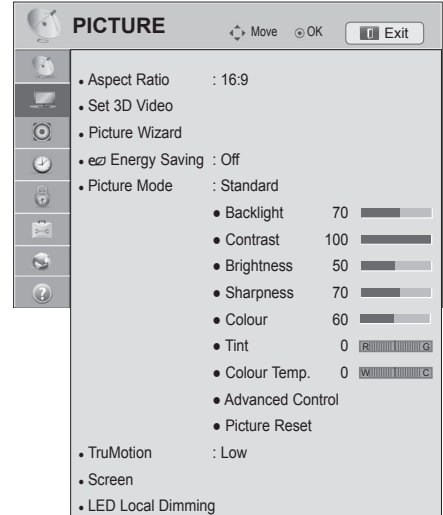 PICTURE Move OK Exit
• Aspect Ratio : 16:9
• Set 3D Video
• Picture Wizard
• Energy Saving : Off
• Picture Mode : Standard
● Backlight 70
● Contrast 100
● Brightness 50
● Sharpness 70
● Colour 60
● Tint 0 R G
● Colour Temp. 0 W C
● Advanced Control
● Picture Reset
• TruMotion : Low
• Screen
• LED Local Dimming
?